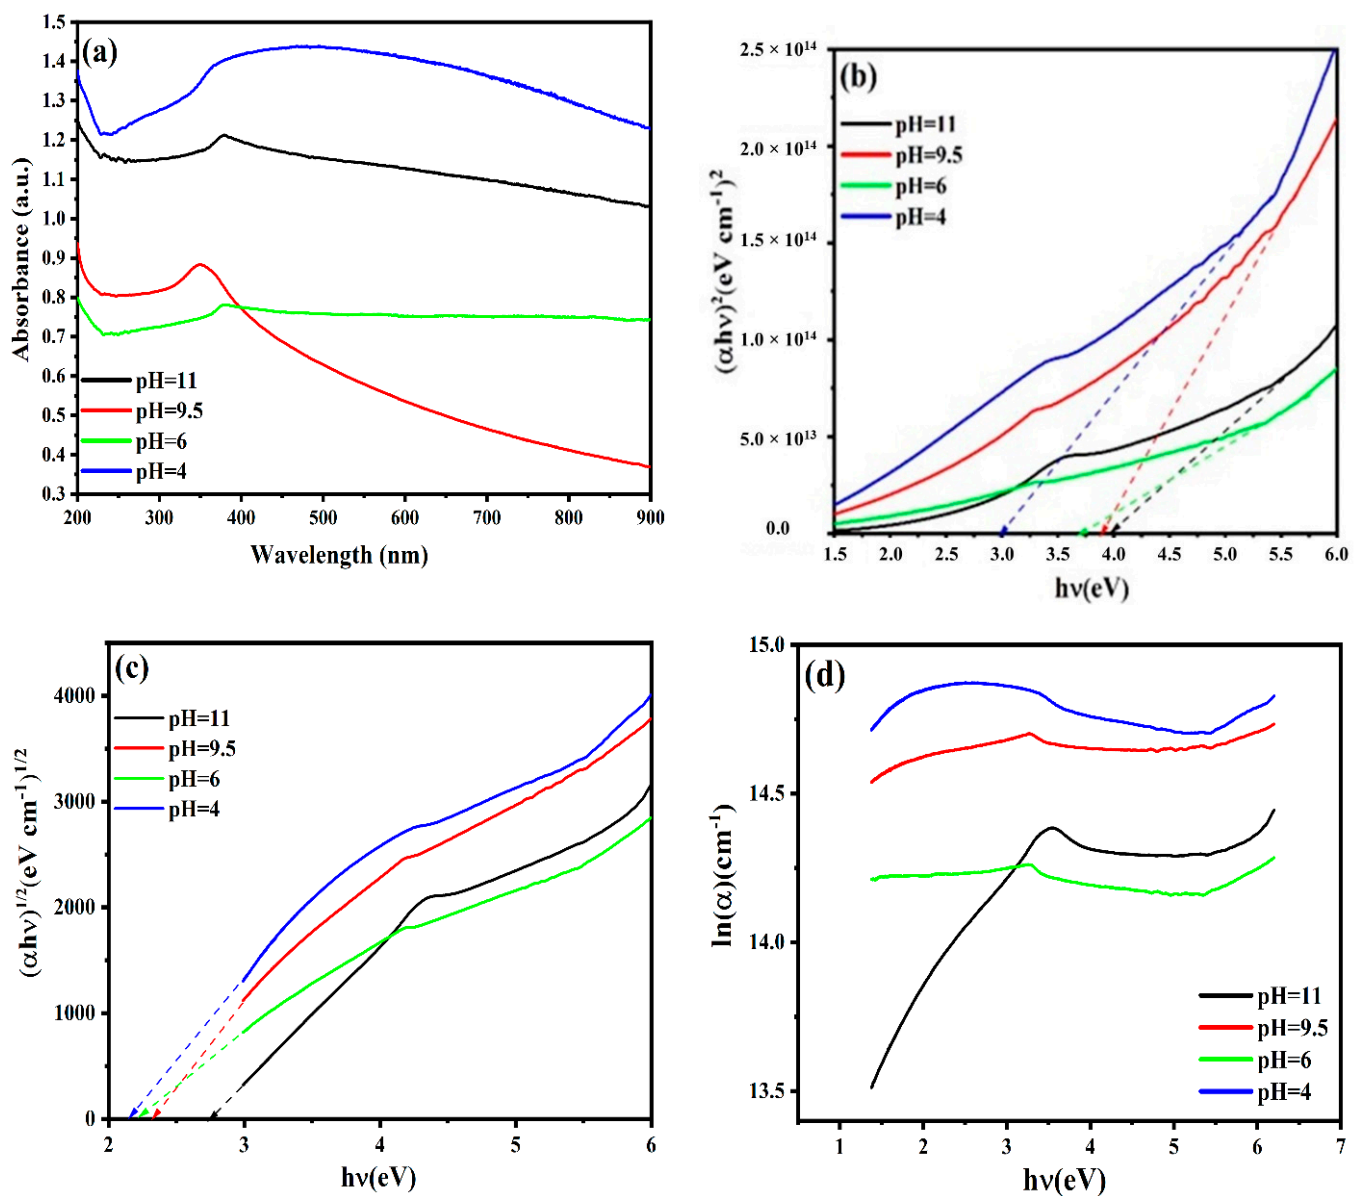 (a)
1.5
1.4
1.3
1.2
1.1
1.0
0.9
0.8
0.7
0.6
0.5
0.4
0.3
Absorbance (a.u.)
pH=11
pH=9.5
pH=6
pH=4
200 300 400 500 600 700 800 900
Wavelength (nm)
(b)
2.5 × 10¹⁴
2.0 × 10¹⁴
1.5 × 10¹⁴
1.0 × 10¹⁴
5.0 × 10¹³
0.0
(αhν)²(eV cm⁻¹)²
pH=11
pH=9.5
pH=6
pH=4
1.5 2.0 2.5 3.0 3.5 4.0 4.5 5.0 5.5 6.0
hν(eV)
(c)
4000
3000
2000
1000
0
(αhν)¹/²(eV cm⁻¹)¹/²
pH=11
pH=9.5
pH=6
pH=4
2 3 4 5 6
hν(eV)
(d)
15.0
14.5
14.0
13.5
ln(α)(cm⁻¹)
pH=11
pH=9.5
pH=6
pH=4
1 2 3 4 5 6 7
hν(eV)